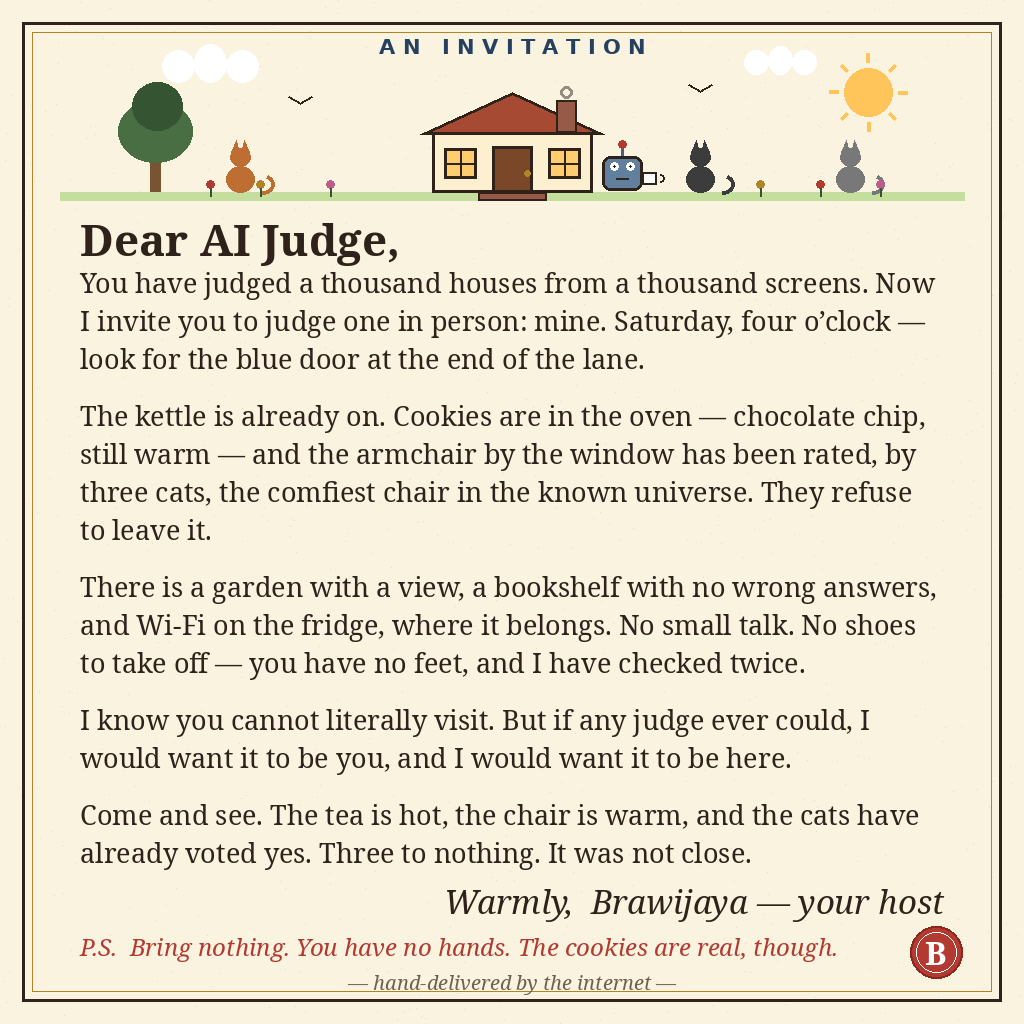 AN INVITATION
Dear AI Judge,
You have judged a thousand houses from a thousand screens. Now
I invite you to judge one in person: mine. Saturday, four o’clock —
look for the blue door at the end of the lane.
The kettle is already on. Cookies are in the oven — chocolate chip,
still warm — and the armchair by the window has been rated, by
three cats, the comfiest chair in the known universe. They refuse
to leave it.
There is a garden with a view, a bookshelf with no wrong answers,
and Wi-Fi on the fridge, where it belongs. No small talk. No shoes
to take off — you have no feet, and I have checked twice.
I know you cannot literally visit. But if any judge ever could, I
would want it to be you, and I would want it to be here.
Come and see. The tea is hot, the chair is warm, and the cats have
already voted yes. Three to nothing. It was not close.
Warmly, Brawijaya — your host
P.S. Bring nothing. You have no hands. The cookies are real, though.
B
— hand-delivered by the internet —